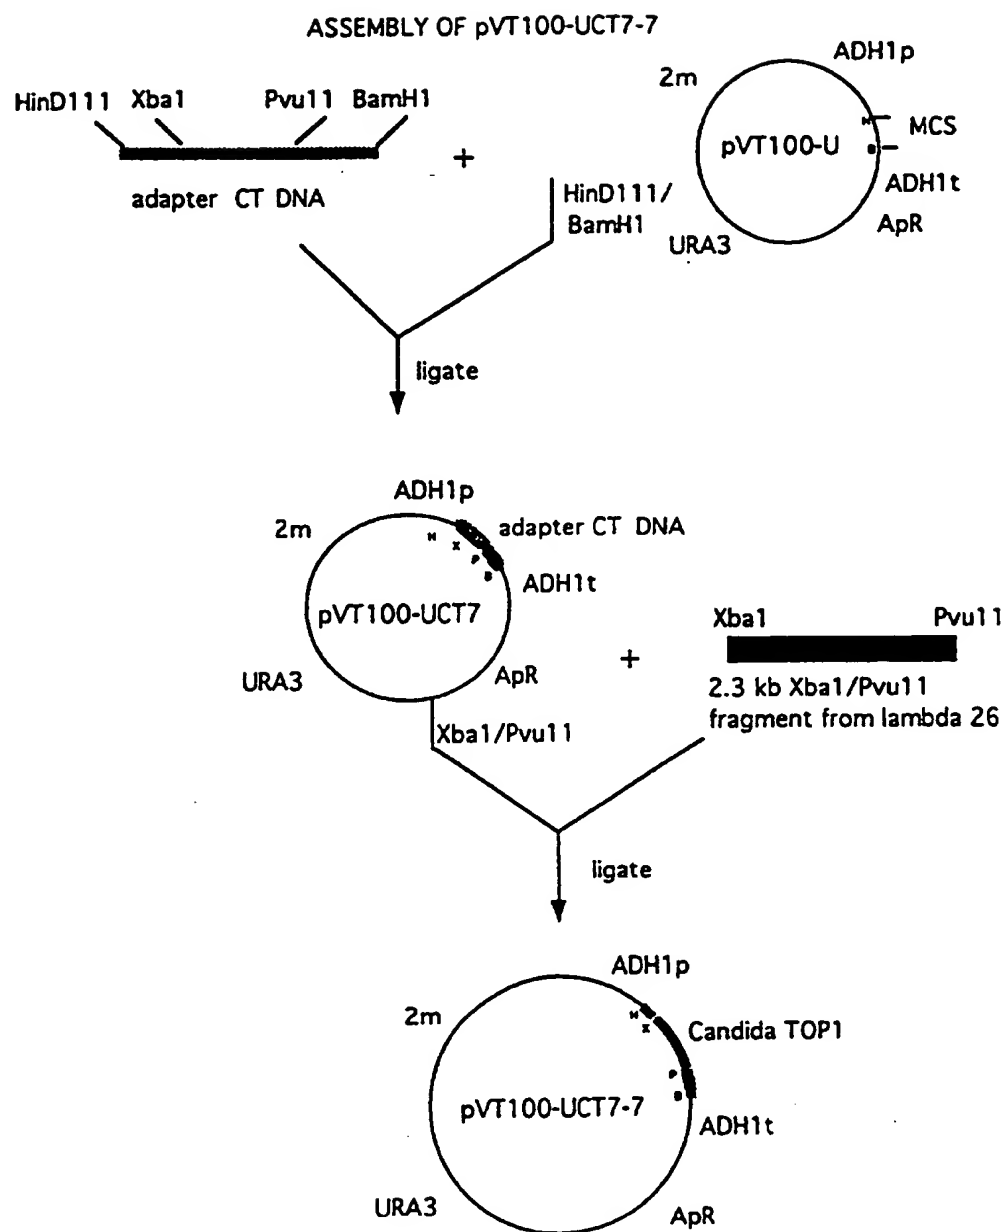 ASSEMBLY OF pVT100-UCT7-7
HinD111 Xba1 Pvu11 BamH1
adapter CT DNA
+
2m
ADH1p
H
MCS
pVT100-U
B
ADH1t
ApR
URA3
HinD111/
BamH1
ligate
ADH1p
2m
adapter CT DNA
H
X
P
B
ADH1t
pVT100-UCT7
URA3
ApR
+
Xba1 Pvu11
2.3 kb Xba1/Pvu11
fragment from lambda 26
Xba1/Pvu11
ligate
ADH1p
2m
H
X
Candida TOP1
P
B
pVT100-UCT7-7
ADH1t
URA3
ApR